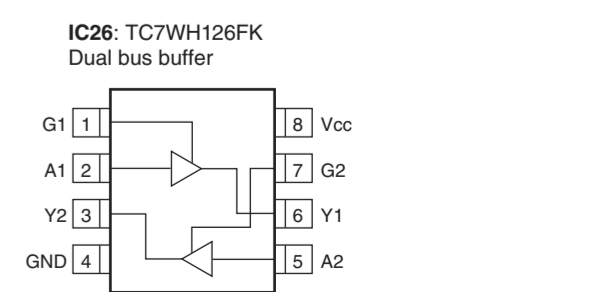 IC26: TC7WH126FK
Dual bus buffer
G1 1 8 Vcc
A1 2 7 G2
Y2 3 6 Y1
GND 4 5 A2